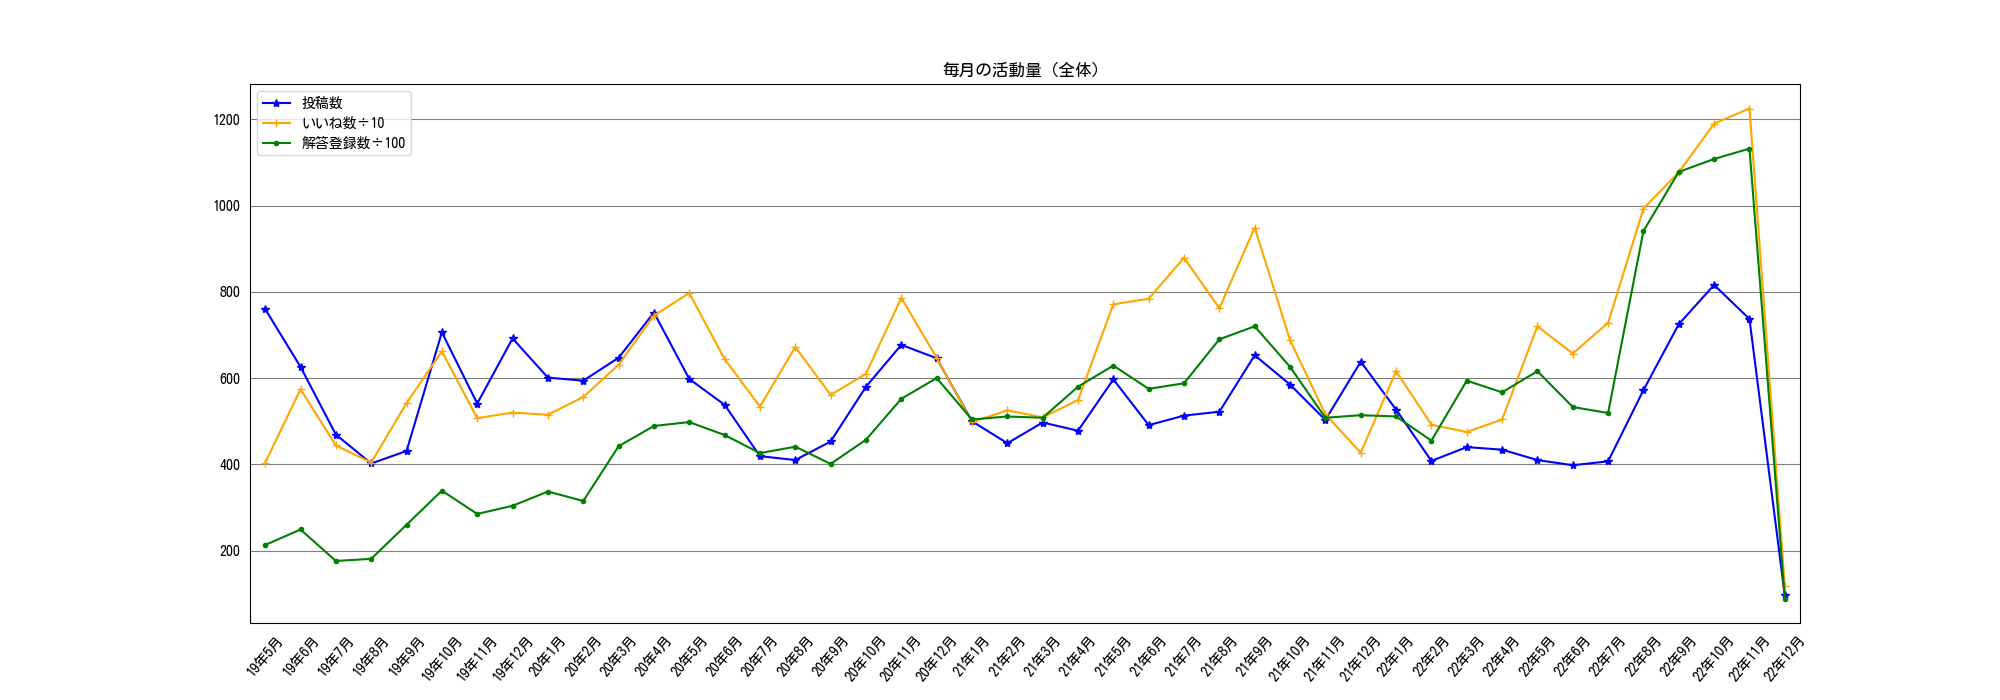 毎月の活動量（全体）
投稿数
いいね数÷10
解答登録数÷100
1200
1000
800
600
400
200
19年5月
19年6月
19年7月
19年8月
19年9月
19年10月
19年11月
19年12月
20年1月
20年2月
20年3月
20年4月
20年5月
20年6月
20年7月
20年8月
20年9月
20年10月
20年11月
20年12月
21年1月
21年2月
21年3月
21年4月
21年5月
21年6月
21年7月
21年8月
21年9月
21年10月
21年11月
21年12月
22年1月
22年2月
22年3月
22年4月
22年5月
22年6月
22年7月
22年8月
22年9月
22年10月
22年11月
22年12月